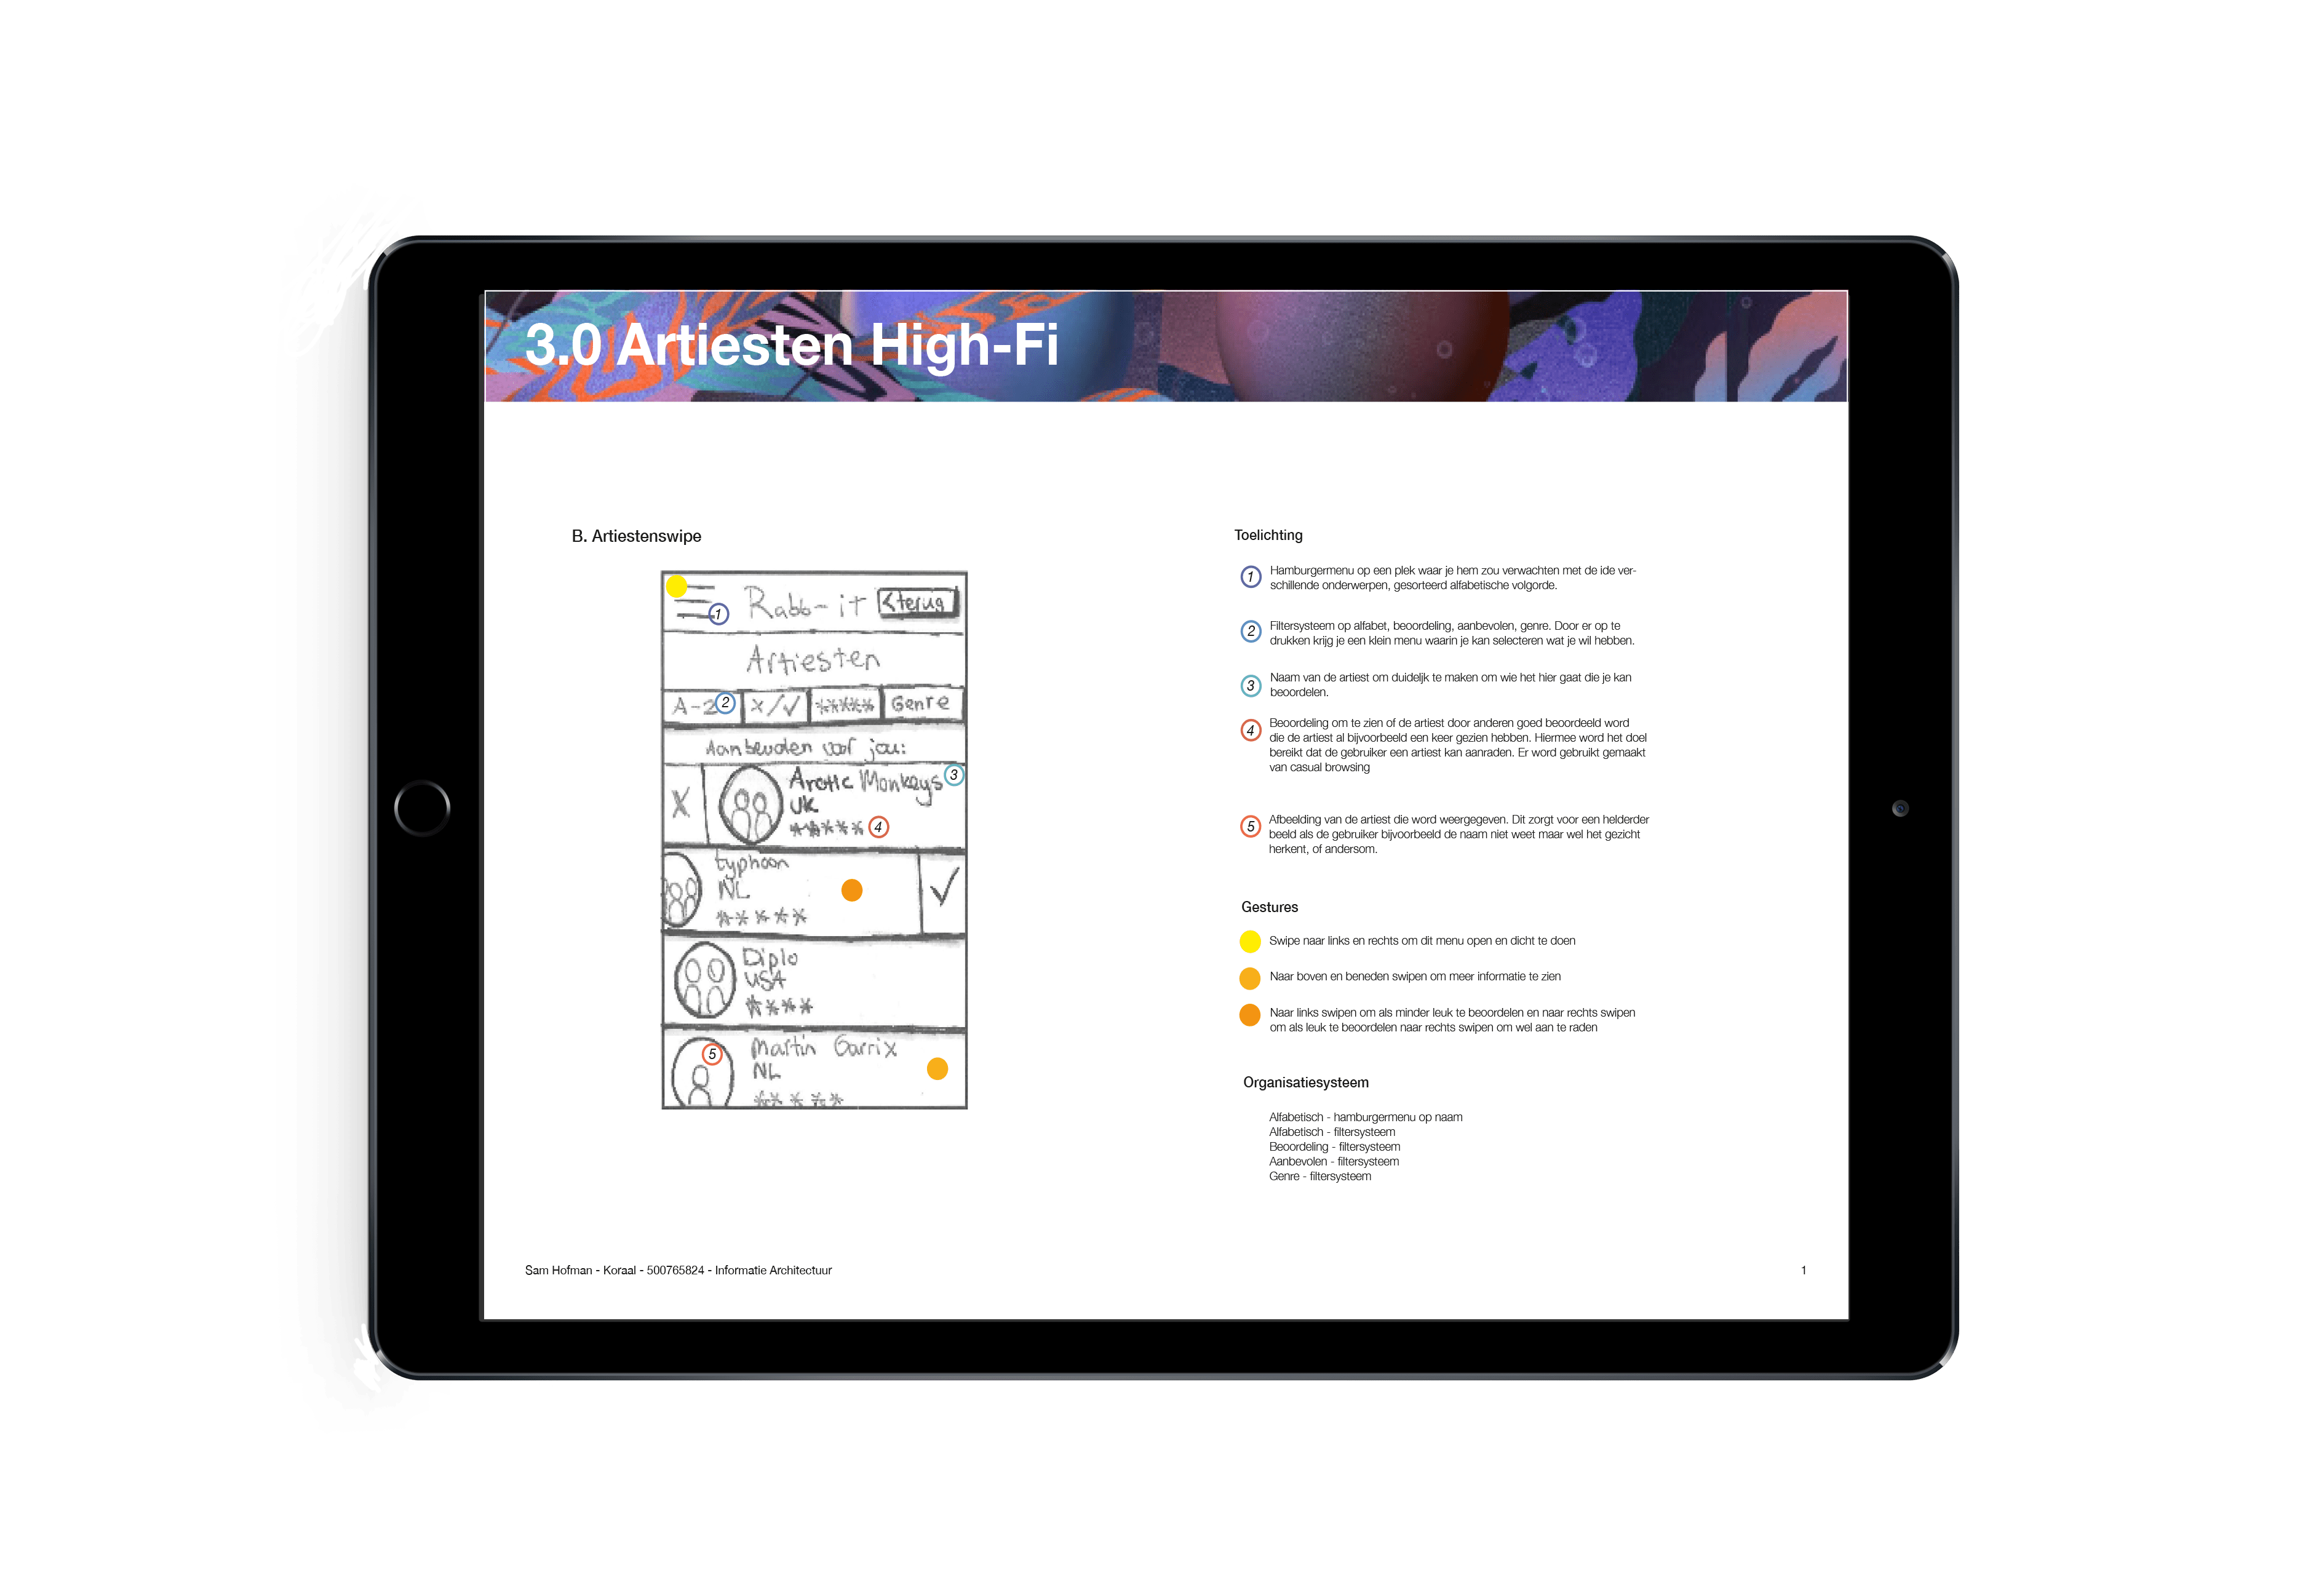 3.0 Artiesten High-Fi
B. Artiestenswipe
1
Rabb-it
<terug
Artiesten
A-Z
2
X/✓
*****
Genre
Aanbevolen voor jou:
X
Arctic Monkeys
3
UK
*****
4
typhoon
NL
*****
✓
Diplo
USA
****
5
Martin Garrix
NL
*****
Toelichting
1
Hamburgermenu op een plek waar je hem zou verwachten met de ide ver-
schillende onderwerpen, gesorteerd alfabetische volgorde.
2
Filtersysteem op alfabet, beoordeling, aanbevolen, genre. Door er op te
drukken krijg je een klein menu waarin je kan selecteren wat je wil hebben.
3
Naam van de artiest om duideljk te maken om wie het hier gaat die je kan
beoordelen.
4
Beoordeling om te zien of de artiest door anderen goed beoordeeld word
die de artiest al bijvoorbeeld een keer gezien hebben. Hiermee word het doel
bereikt dat de gebruiker een artiest kan aanraden. Er word gebruikt gemaakt
van casual browsing
5
Afbeelding van de artiest die word weergegeven. Dit zorgt voor een helderder
beeld als de gebruiker bijvoorbeeld de naam niet weet maar wel het gezicht
herkent, of andersom.
Gestures
Swipe naar links en rechts om dit menu open en dicht te doen
Naar boven en beneden swipen om meer informatie te zien
Naar links swipen om als minder leuk te beoordelen en naar rechts swipen
om als leuk te beoordelen naar rechts swipen om wel aan te raden
Organisatiesysteem
Alfabetisch - hamburgermenu op naam
Alfabetisch - filtersysteem
Beoordeling - filtersysteem
Aanbevolen - filtersysteem
Genre - filtersysteem
Sam Hofman - Koraal - 500765824 - Informatie Architectuur
1